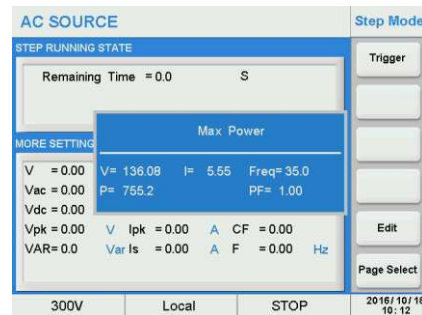 AC SOURCE
Step Mode
STEP RUNNING STATE
Remaining Time = 0.0 S
Trigger
MORE SETTING
Max Power
V= 136.08 I= 5.55 Freq= 35.0
P= 755.2 PF= 1.00
V = 0.00
Vac = 0.00
Vdc = 0.00
Vpk = 0.00 V Ipk = 0.00 A CF = 0.00
VAR= 0.0 Var Is = 0.00 A F = 0.00 Hz
Edit
Page Select
300V Local STOP 2016/10/18
10:12